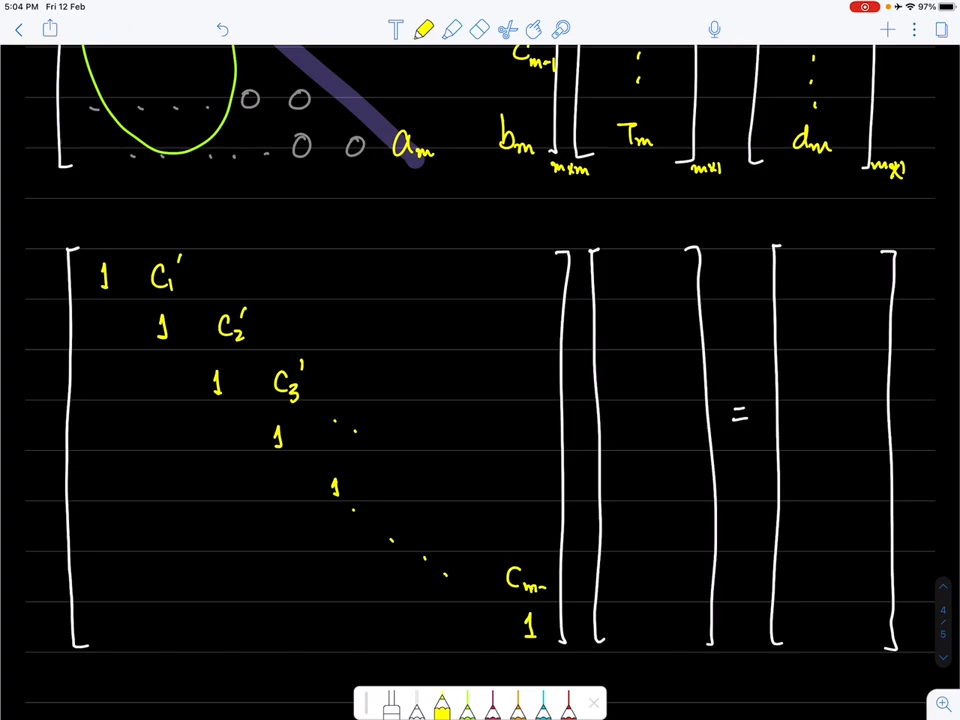 5:04 PM Fri 12 Feb 97%
C_{m-1}
. . . . 0 0
. . . . 0 0 a_m b_m T_m d_m
m×m m×1 m×1
1 C_1'
1 C_2'
1 C_3'
1
=
1
C_{m-
1
4
/
5